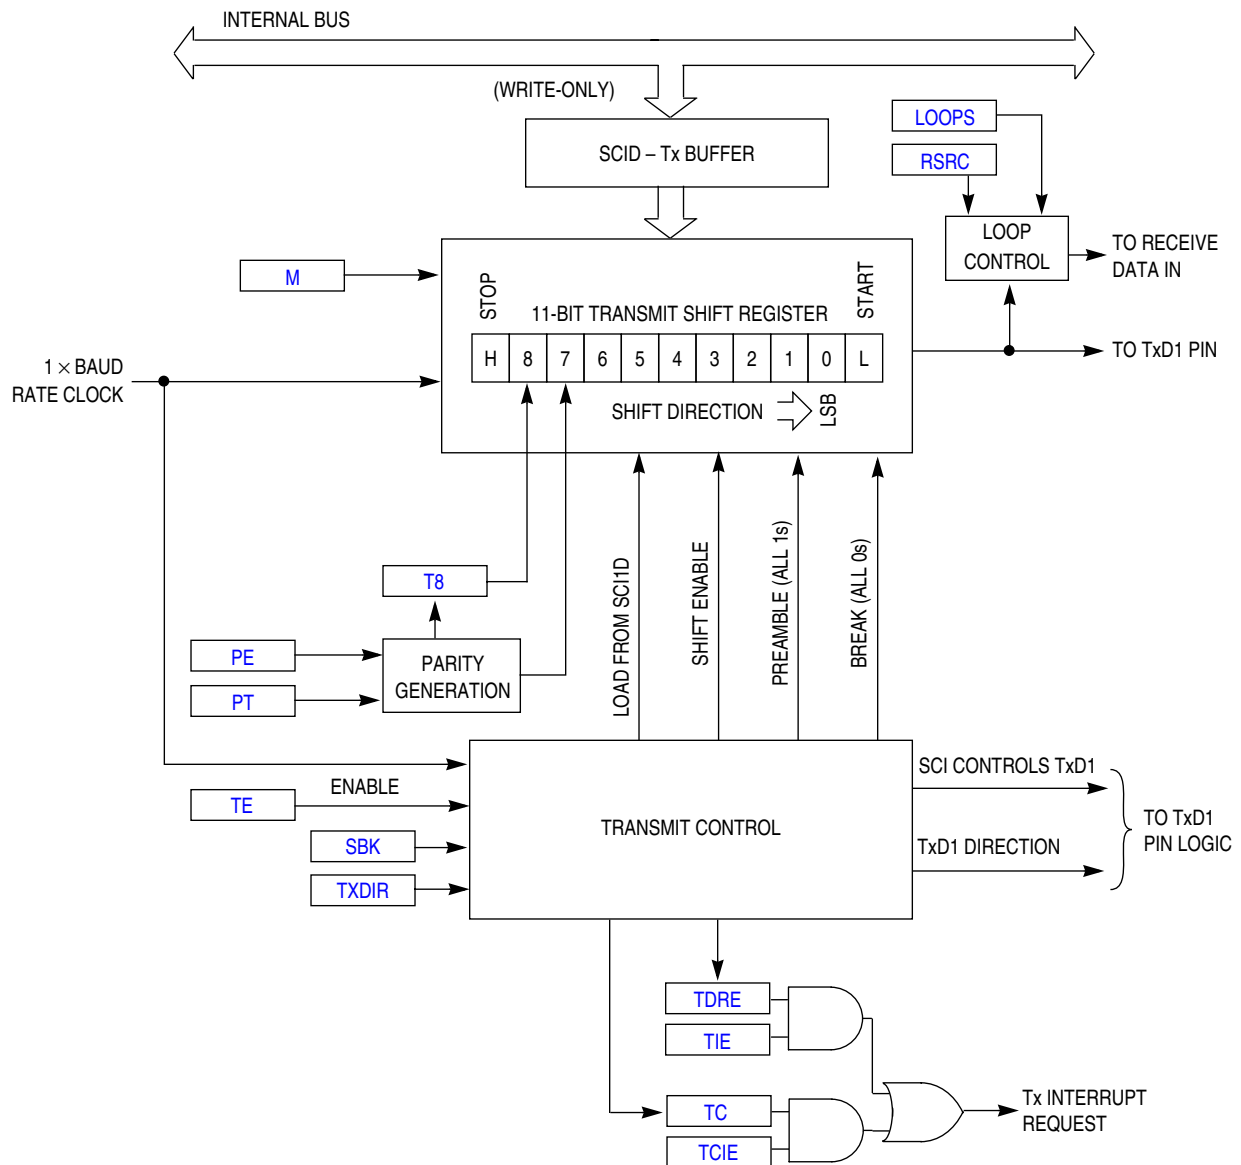 INTERNAL BUS
(WRITE-ONLY)
SCID – Tx BUFFER
LOOPS
RSRC
LOOP
CONTROL
TO RECEIVE
DATA IN
M
STOP
11-BIT TRANSMIT SHIFT REGISTER
START
H 8 7 6 5 4 3 2 1 0 L
SHIFT DIRECTION
LSB
1 × BAUD
RATE CLOCK
TO TxD1 PIN
T8
PE
PT
PARITY
GENERATION
LOAD FROM SCI1D
SHIFT ENABLE
PREAMBLE (ALL 1s)
BREAK (ALL 0s)
ENABLE
TE
SBK
TXDIR
TRANSMIT CONTROL
SCI CONTROLS TxD1
TxD1 DIRECTION
TO TxD1
PIN LOGIC
TDRE
TIE
TC
TCIE
Tx INTERRUPT
REQUEST